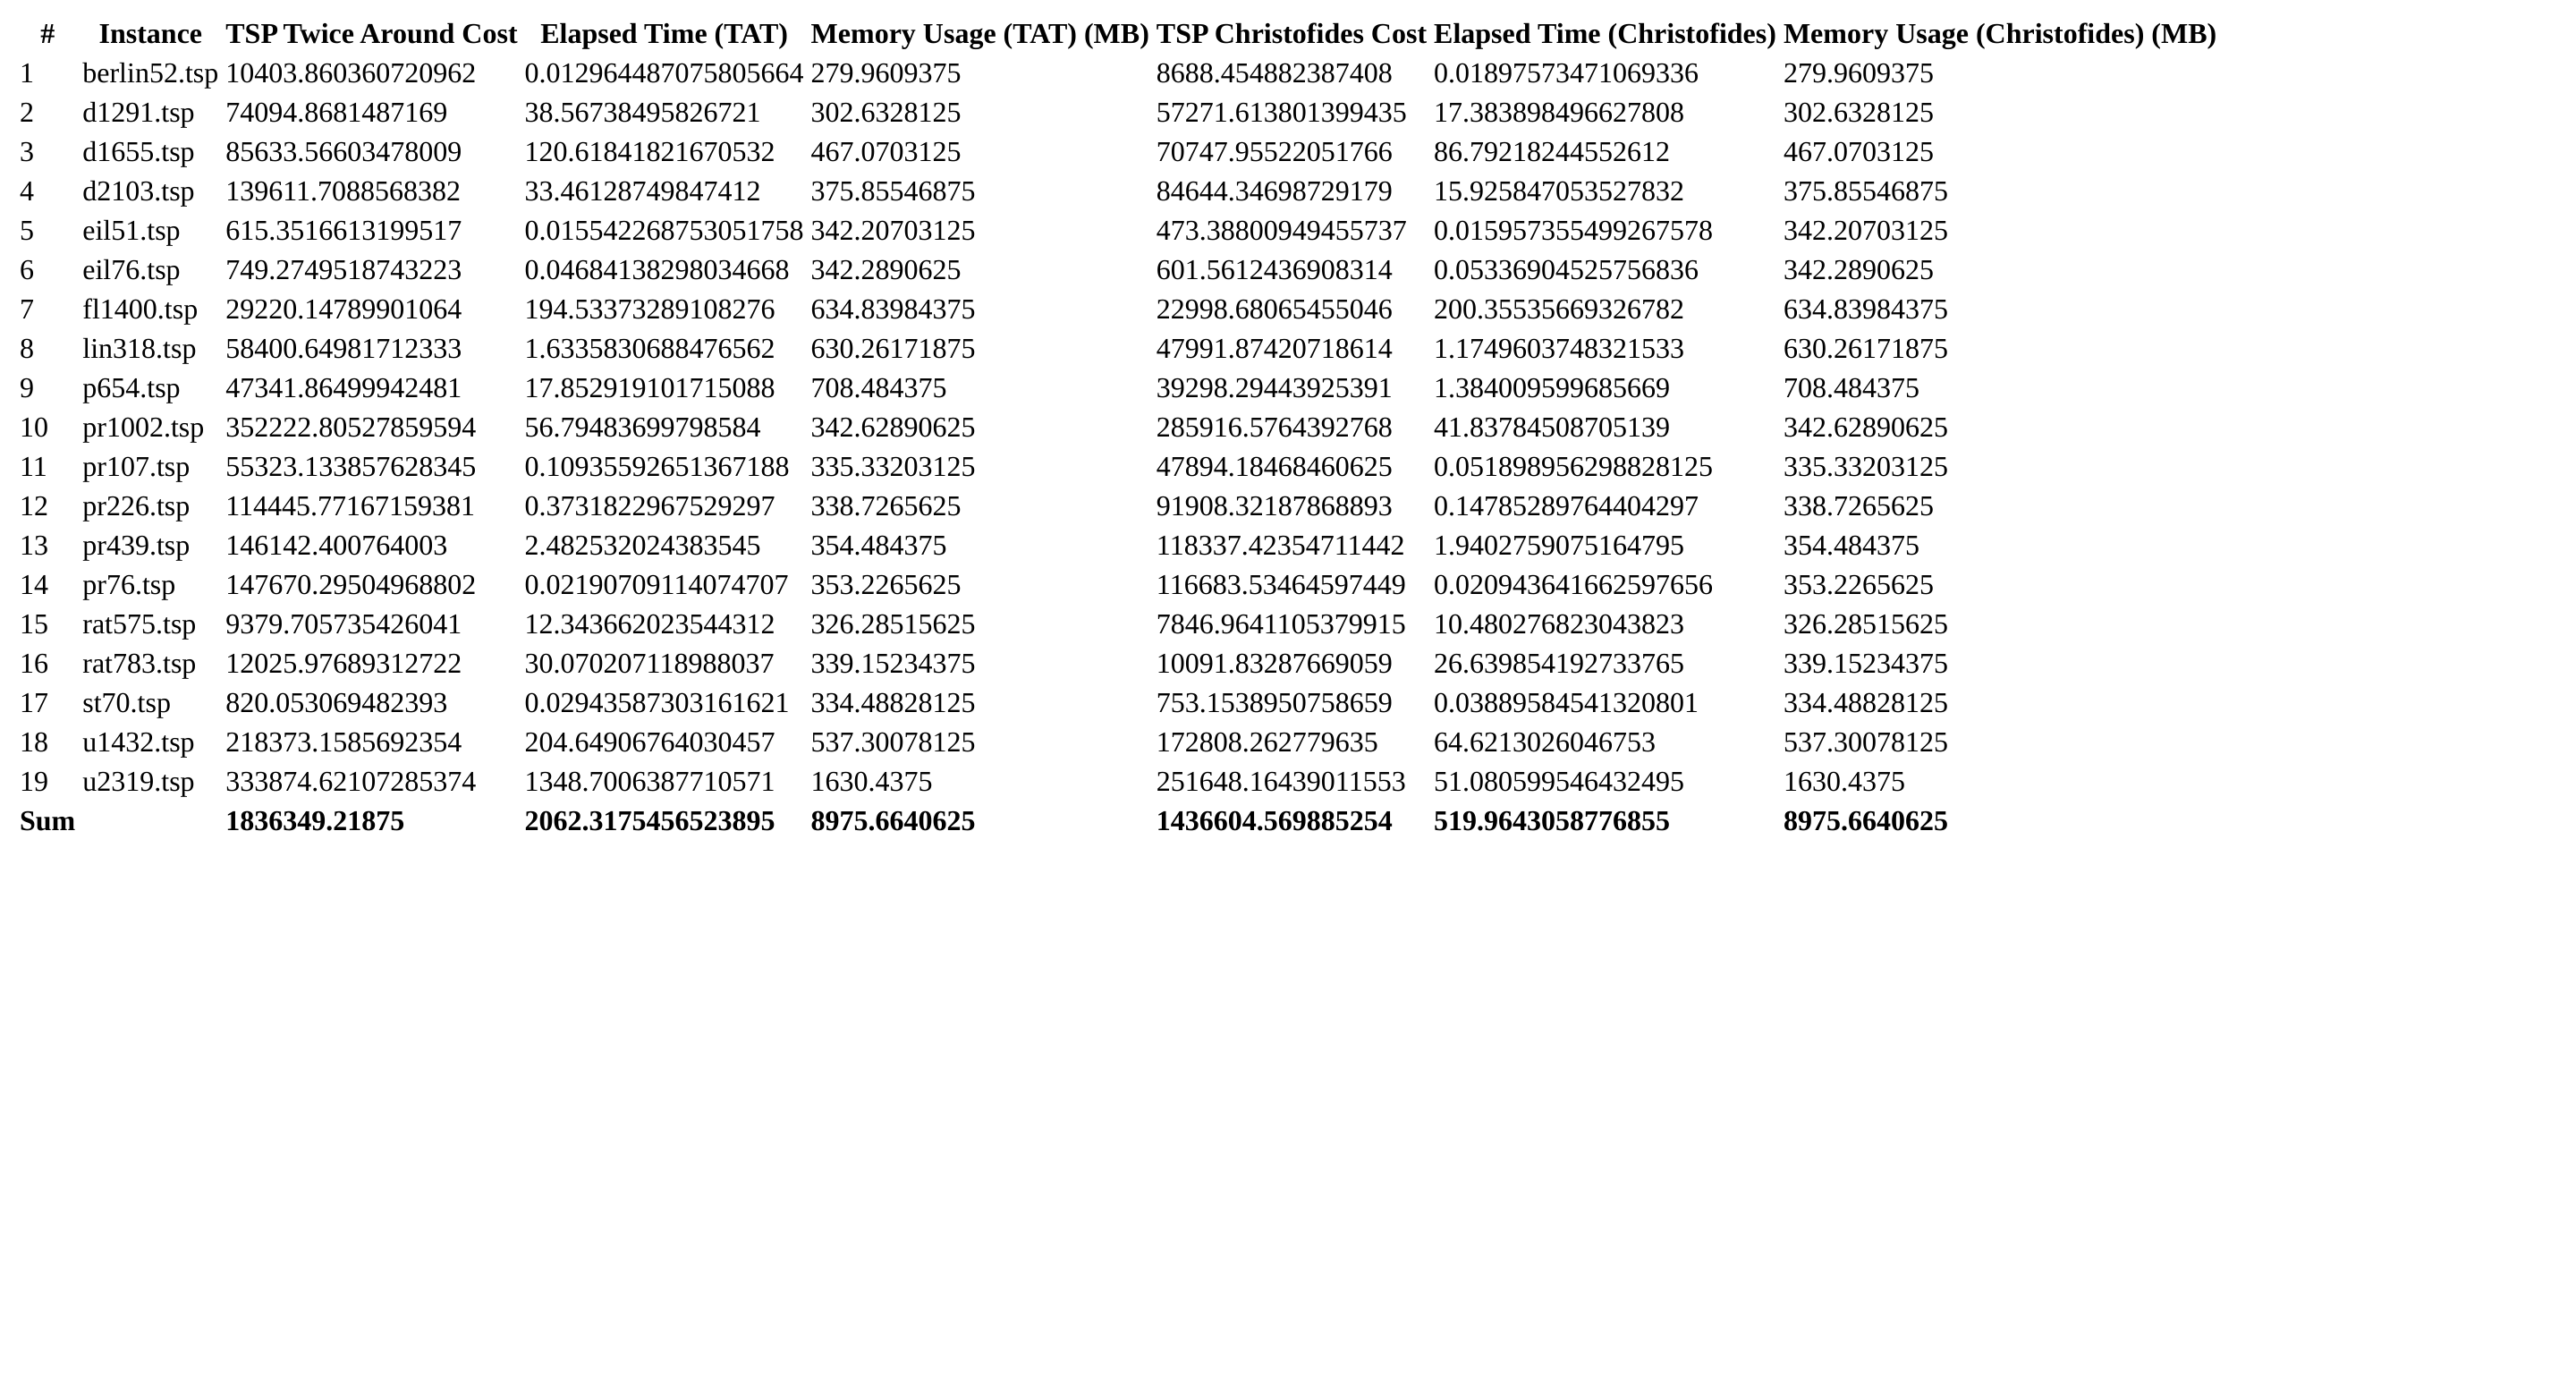 # Instance TSP Twice Around Cost Elapsed Time (TAT) Memory Usage (TAT) (MB) TSP Christofides Cost Elapsed Time (Christofides) Memory Usage (Christofides) (MB)
1 berlin52.tsp 10403.860360720962 0.012964487075805664 279.9609375 8688.454882387408 0.01897573471069336 279.9609375
2 d1291.tsp 74094.8681487169 38.56738495826721 302.6328125 57271.613801399435 17.383898496627808 302.6328125
3 d1655.tsp 85633.56603478009 120.61841821670532 467.0703125 70747.95522051766 86.79218244552612 467.0703125
4 d2103.tsp 139611.7088568382 33.46128749847412 375.85546875 84644.34698729179 15.925847053527832 375.85546875
5 eil51.tsp 615.3516613199517 0.015542268753051758 342.20703125 473.38800949455737 0.015957355499267578 342.20703125
6 eil76.tsp 749.2749518743223 0.04684138298034668 342.2890625 601.5612436908314 0.05336904525756836 342.2890625
7 fl1400.tsp 29220.14789901064 194.53373289108276 634.83984375 22998.68065455046 200.35535669326782 634.83984375
8 lin318.tsp 58400.64981712333 1.6335830688476562 630.26171875 47991.87420718614 1.1749603748321533 630.26171875
9 p654.tsp 47341.86499942481 17.852919101715088 708.484375 39298.29443925391 1.384009599685669 708.484375
10 pr1002.tsp 352222.80527859594 56.79483699798584 342.62890625 285916.5764392768 41.83784508705139 342.62890625
11 pr107.tsp 55323.133857628345 0.10935592651367188 335.33203125 47894.18468460625 0.051898956298828125 335.33203125
12 pr226.tsp 114445.77167159381 0.3731822967529297 338.7265625 91908.32187868893 0.14785289764404297 338.7265625
13 pr439.tsp 146142.400764003 2.482532024383545 354.484375 118337.42354711442 1.9402759075164795 354.484375
14 pr76.tsp 147670.29504968802 0.02190709114074707 353.2265625 116683.53464597449 0.020943641662597656 353.2265625
15 rat575.tsp 9379.705735426041 12.343662023544312 326.28515625 7846.9641105379915 10.480276823043823 326.28515625
16 rat783.tsp 12025.97689312722 30.070207118988037 339.15234375 10091.83287669059 26.639854192733765 339.15234375
17 st70.tsp 820.053069482393 0.02943587303161621 334.48828125 753.1538950758659 0.03889584541320801 334.48828125
18 u1432.tsp 218373.1585692354 204.64906764030457 537.30078125 172808.262779635 64.6213026046753 537.30078125
19 u2319.tsp 333874.62107285374 1348.7006387710571 1630.4375 251648.16439011553 51.080599546432495 1630.4375
Sum 1836349.21875 2062.3175456523895 8975.6640625 1436604.569885254 519.9643058776855 8975.6640625